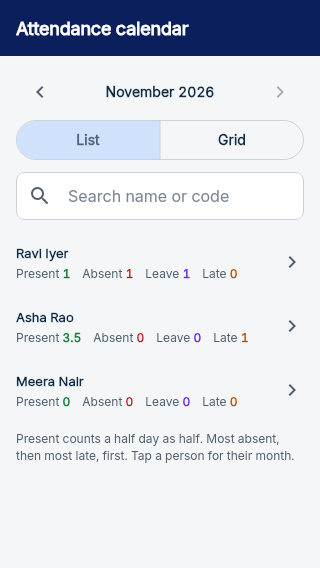 Attendance calendar
November 2026
List
Grid
Search name or code
Ravi Iyer
Present 1 Absent 1 Leave 1 Late 0
Asha Rao
Present 3.5 Absent 0 Leave 0 Late 1
Meera Nair
Present 0 Absent 0 Leave 0 Late 0
Present counts a half day as half. Most absent,
then most late, first. Tap a person for their month.